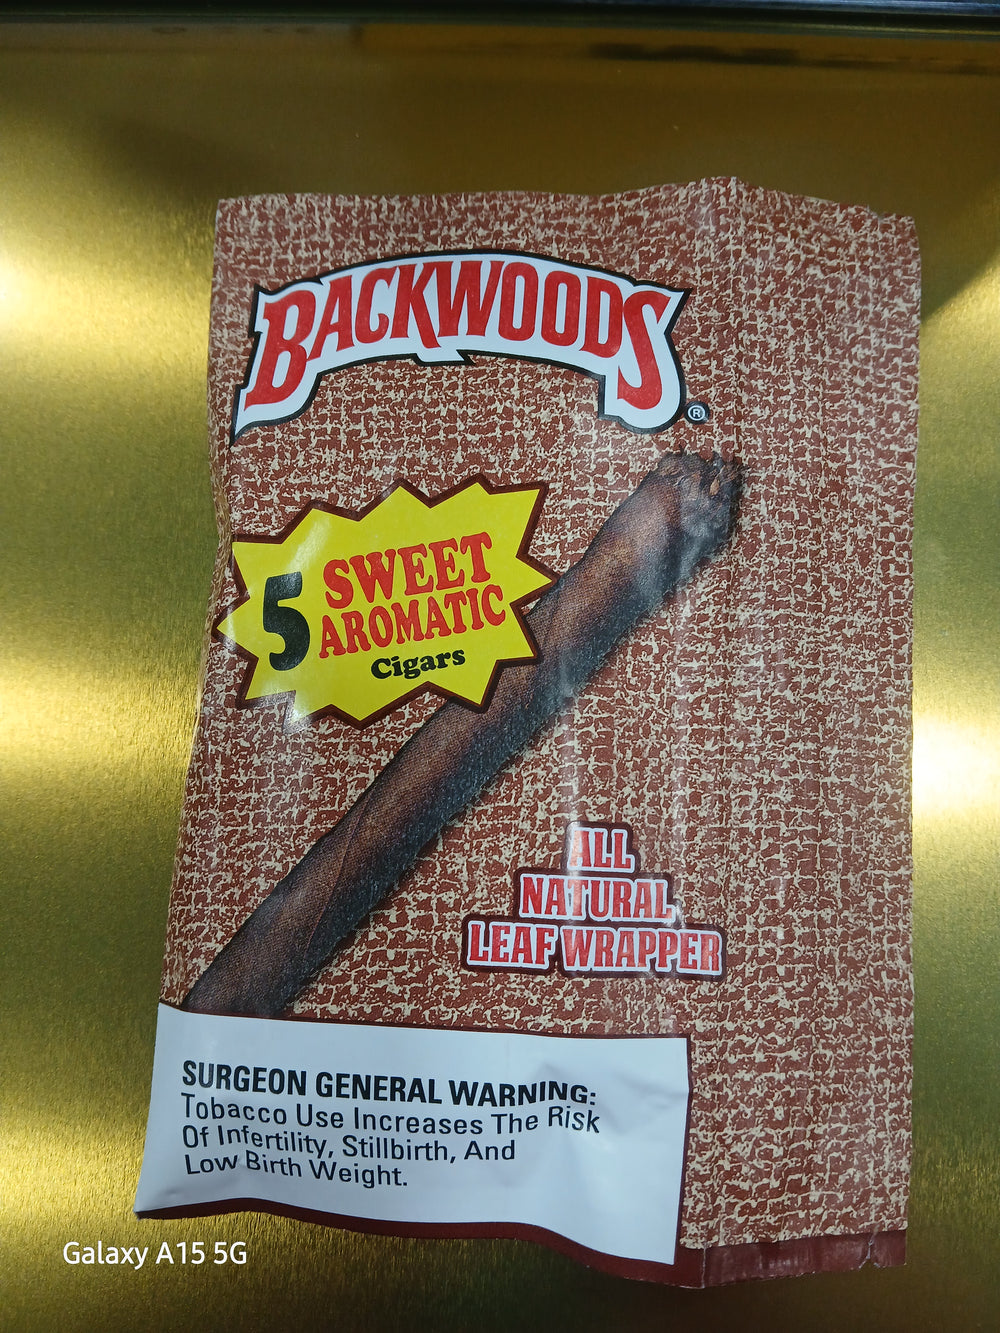 BACKWOODS®
5 SWEET
AROMATIC
Cigars
ALL
NATURAL
LEAF WRAPPER
SURGEON GENERAL WARNING:
Tobacco Use Increases The Risk
Of Infertility, Stillbirth, And
Low Birth Weight.
Galaxy A15 5G